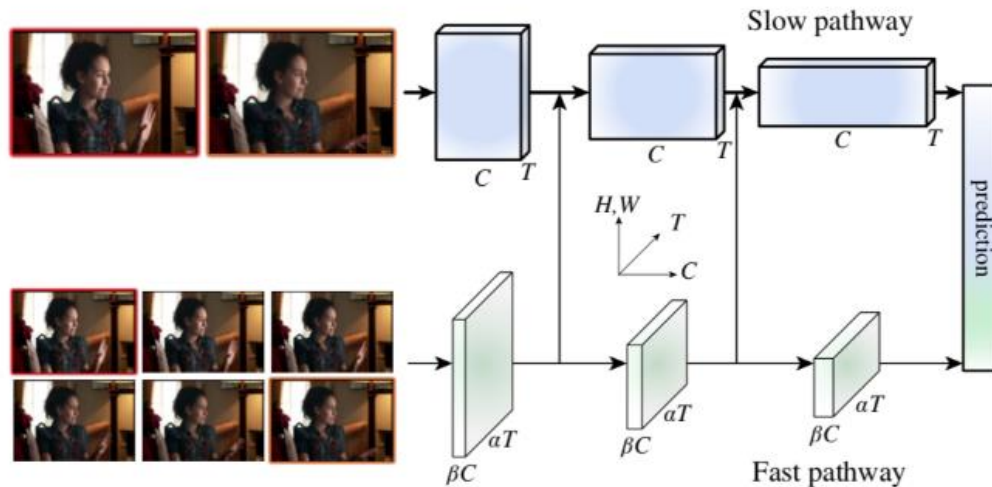 Slow pathway
C
T
C
T
C
T
H,W
T
C
prediction
αT
βC
αT
βC
αT
βC
Fast pathway